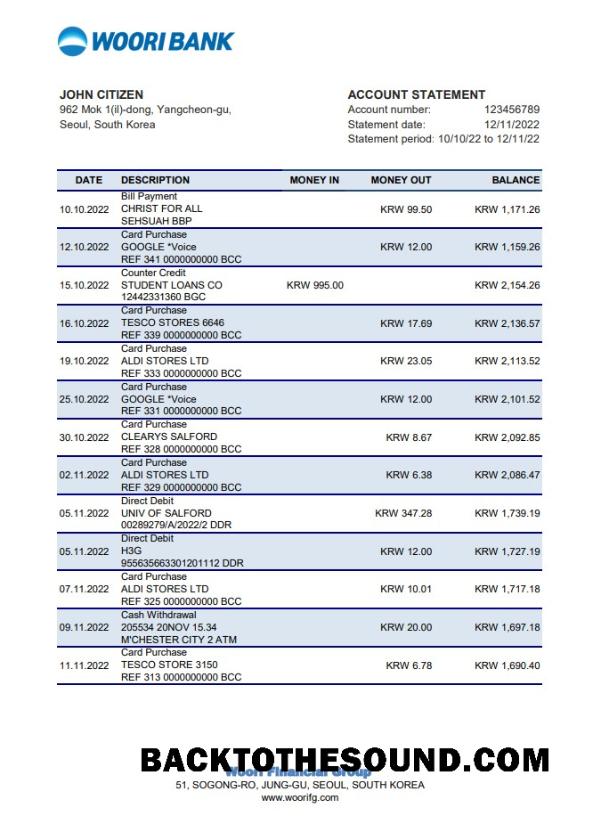 WOORI BANK
JOHN CITIZEN
962 Mok 1(il)-dong, Yangcheon-gu,
Seoul, South Korea
ACCOUNT STATEMENT
Account number: 123456789
Statement date: 12/11/2022
Statement period: 10/10/22 to 12/11/22
DATE DESCRIPTION MONEY IN MONEY OUT BALANCE
Bill Payment
10.10.2022 CHRIST FOR ALL KRW 99.50 KRW 1,171.26
SEHSUAH BBP
Card Purchase
12.10.2022 GOOGLE *Voice KRW 12.00 KRW 1,159.26
REF 341 0000000000 BCC
Counter Credit
15.10.2022 STUDENT LOANS CO KRW 995.00 KRW 2,154.26
12442331360 BGC
Card Purchase
16.10.2022 TESCO STORES 6646 KRW 17.69 KRW 2,136.57
REF 339 0000000000 BCC
Card Purchase
19.10.2022 ALDI STORES LTD KRW 23.05 KRW 2,113.52
REF 333 0000000000 BCC
Card Purchase
25.10.2022 GOOGLE *Voice KRW 12.00 KRW 2,101.52
REF 331 0000000000 BCC
Card Purchase
30.10.2022 CLEARYS SALFORD KRW 8.67 KRW 2,092.85
REF 328 0000000000 BCC
Card Purchase
02.11.2022 ALDI STORES LTD KRW 6.38 KRW 2,086.47
REF 329 0000000000 BCC
Direct Debit
05.11.2022 UNIV OF SALFORD KRW 347.28 KRW 1,739.19
00289279/A/2022/2 DDR
Direct Debit
05.11.2022 H3G KRW 12.00 KRW 1,727.19
955635663301201112 DDR
Card Purchase
07.11.2022 ALDI STORES LTD KRW 10.01 KRW 1,717.18
REF 325 0000000000 BCC
Cash Withdrawal
09.11.2022 205534 20NOV 15.34 KRW 20.00 KRW 1,697.18
M'CHESTER CITY 2 ATM
Card Purchase
11.11.2022 TESCO STORE 3150 KRW 6.78 KRW 1,690.40
REF 313 0000000000 BCC
BACKTOTHESOUND.COM
Woori Financial Group
51, SOGONG-RO, JUNG-GU, SEOUL, SOUTH KOREA
www.woorifg.com